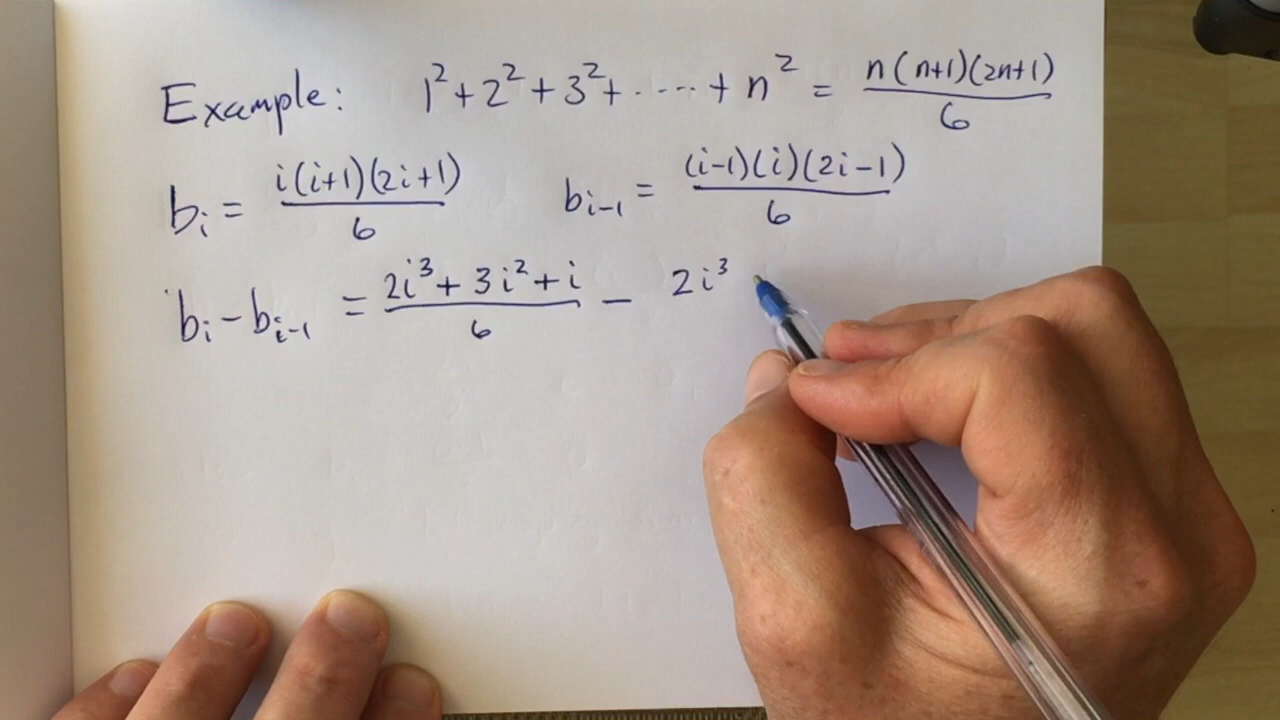 Example: 1² + 2² + 3² + ..... + n² = n(n+1)(2n+1)/6
bᵢ = i(i+1)(2i+1)/6 bᵢ₋₁ = (i-1)(i)(2i-1)/6
bᵢ - bᵢ₋₁ = (2i³ + 3i² + i)/6 - 2i³